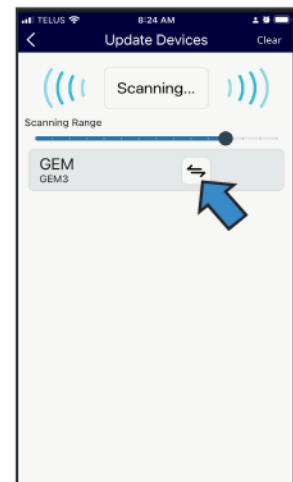 TELUS 8:24 AM
Update Devices Clear
Scanning...
Scanning Range
GEM
GEM3